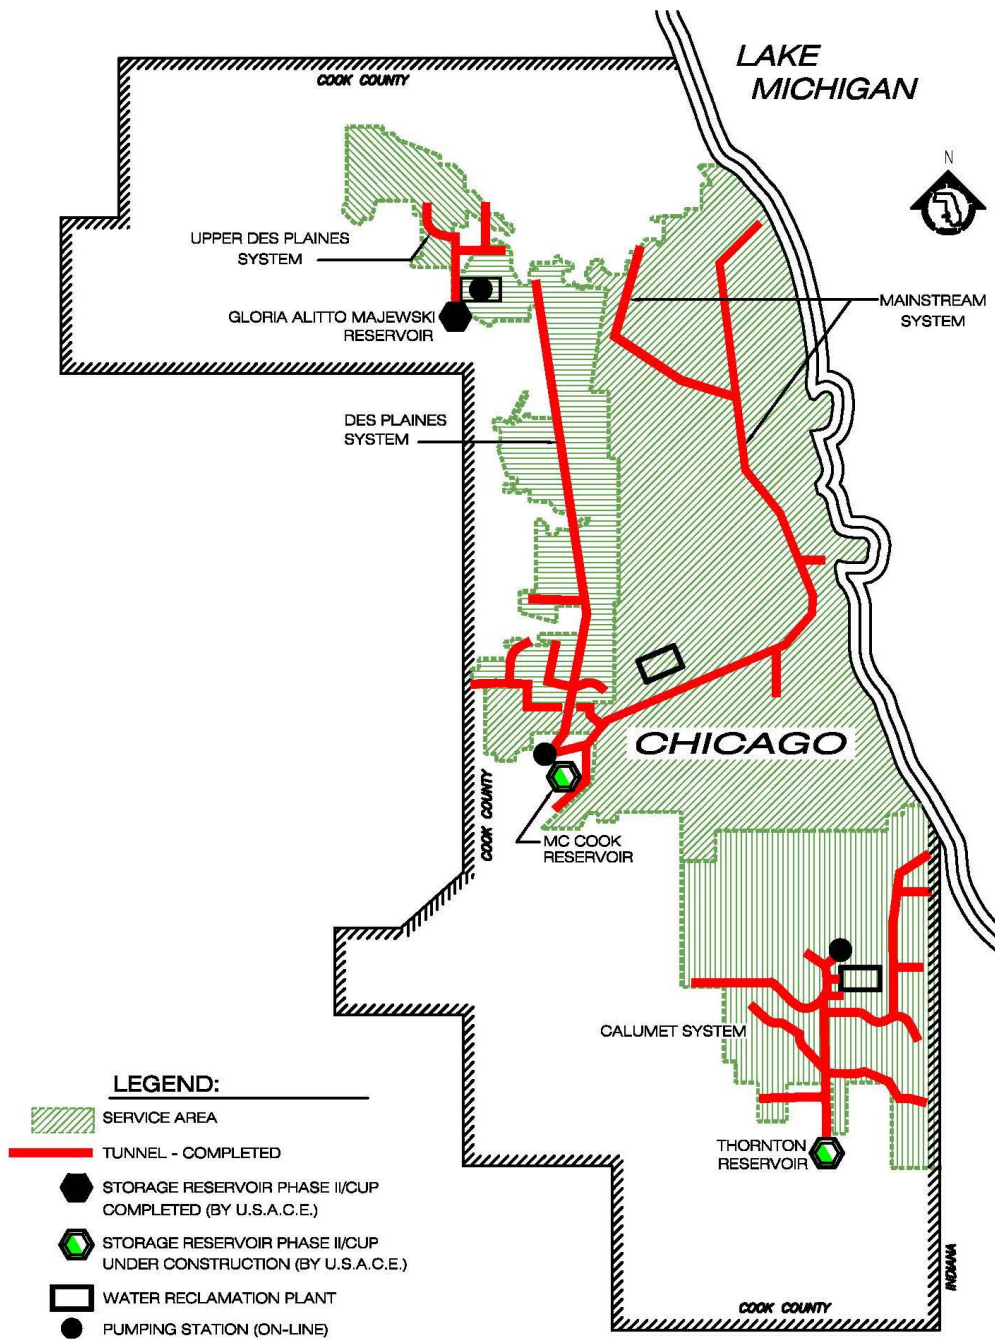 LAKE
MICHIGAN
COOK COUNTY
N
UPPER DES PLAINES
SYSTEM
MAINSTREAM
SYSTEM
GLORIA ALITTO MAJEWSKI
RESERVOIR
DES PLAINES
SYSTEM
CHICAGO
COOK COUNTY
MC COOK
RESERVOIR
CALUMET SYSTEM
THORNTON
RESERVOIR
LEGEND:
SERVICE AREA
TUNNEL - COMPLETED
STORAGE RESERVOIR PHASE II/CUP
COMPLETED (BY U.S.A.C.E.)
STORAGE RESERVOIR PHASE II/CUP
UNDER CONSTRUCTION (BY U.S.A.C.E.)
WATER RECLAMATION PLANT
PUMPING STATION (ON-LINE)
INDIANA
COOK COUNTY